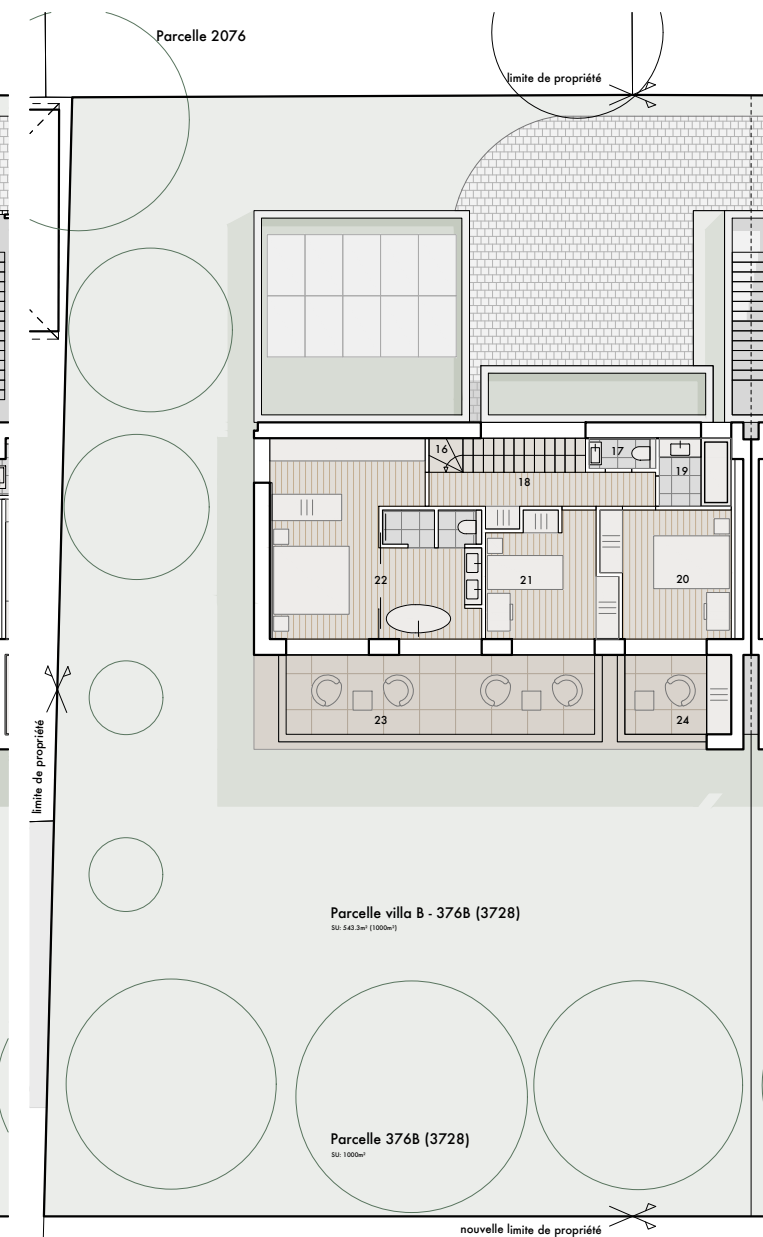 Parcelle 2076
limite de propriété
16
17
18
19
22
21
20
23
24
limite de propriété
Parcelle villa B - 376B (3728)
SU: 543.3m² (1000m²)
Parcelle 376B (3728)
SU: 1000m²
nouvelle limite de propriété